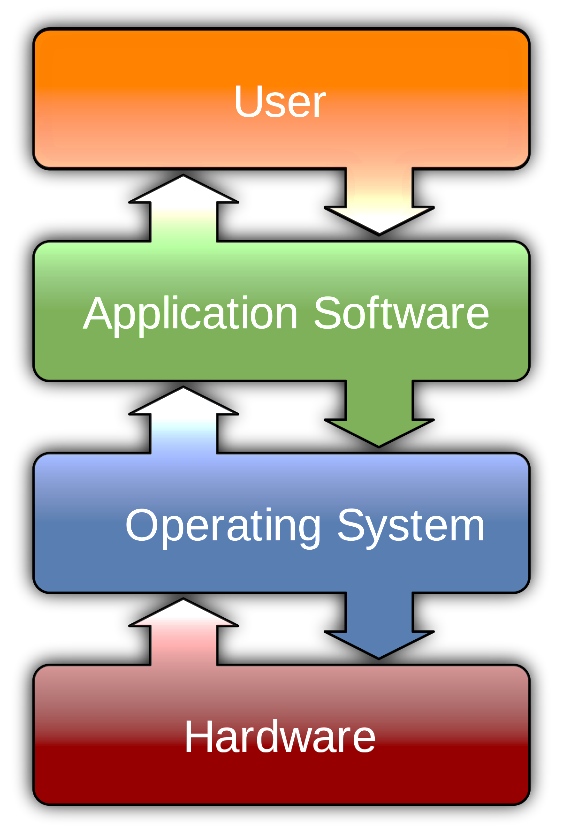 User
Application Software
Operating System
Hardware